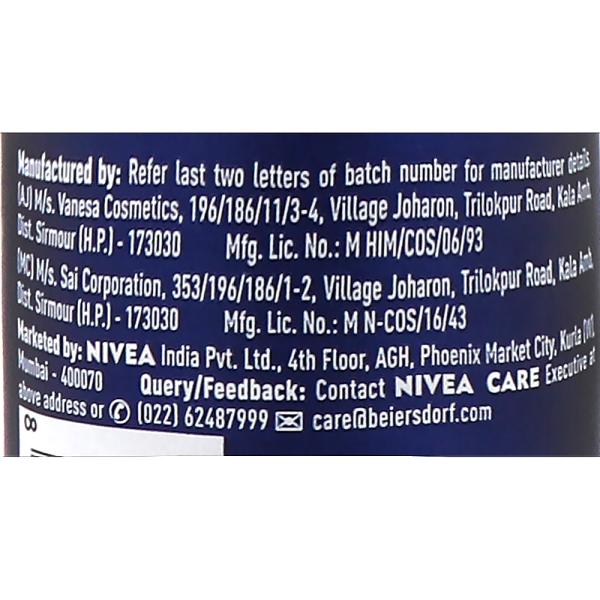 Manufactured by: Refer last two letters of batch number for manufacturer details.
(AJ) M/s. Vanesa Cosmetics, 196/186/11/3-4, Village Joharon, Trilokpur Road, Kala Amb,
Dist. Sirmour (H.P.) - 173030 Mfg. Lic. No.: M HIM/COS/06/93
(MC) M/s. Sai Corporation, 353/196/186/1-2, Village Joharon, Trilokpur Road, Kala Amb,
Dist. Sirmour (H.P.) - 173030 Mfg. Lic. No.: M N-COS/16/43
Marketed by: NIVEA India Pvt. Ltd., 4th Floor, AGH, Phoenix Market City, Kurla (W),
Mumbai - 400070 Query/Feedback: Contact NIVEA CARE Executive at
above address or (022) 62487999 care@beiersdorf.com
8